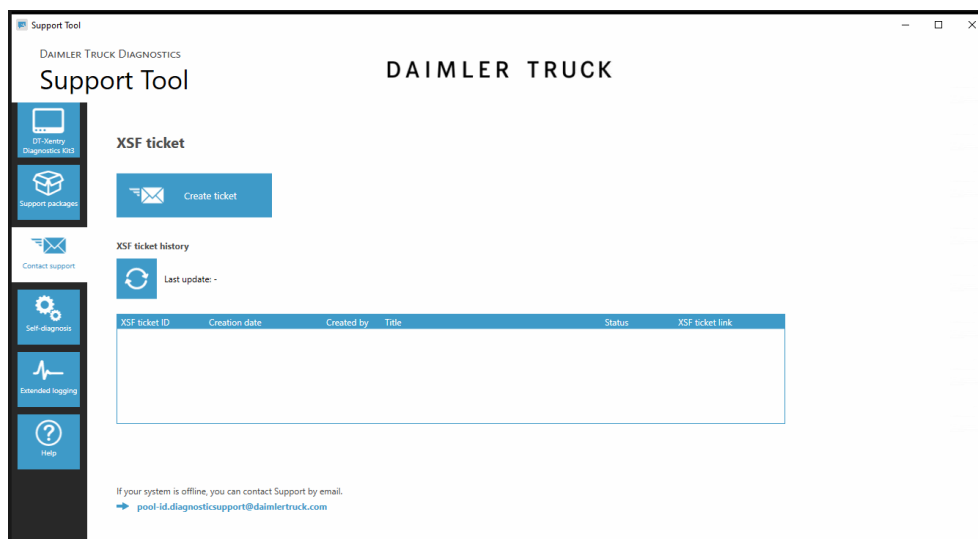 Support Tool
DAIMLER TRUCK DIAGNOSTICS
Support Tool
DAIMLER TRUCK
DT-Xentry
Diagnostics Kit3
Support packages
Contact support
Self-diagnosis
Extended logging
Help
XSF ticket
Create ticket
XSF ticket history
Last update: -
XSF ticket ID Creation date Created by Title Status XSF ticket link
If your system is offline, you can contact Support by email.
pool-id.diagnosticsupport@daimlertruck.com